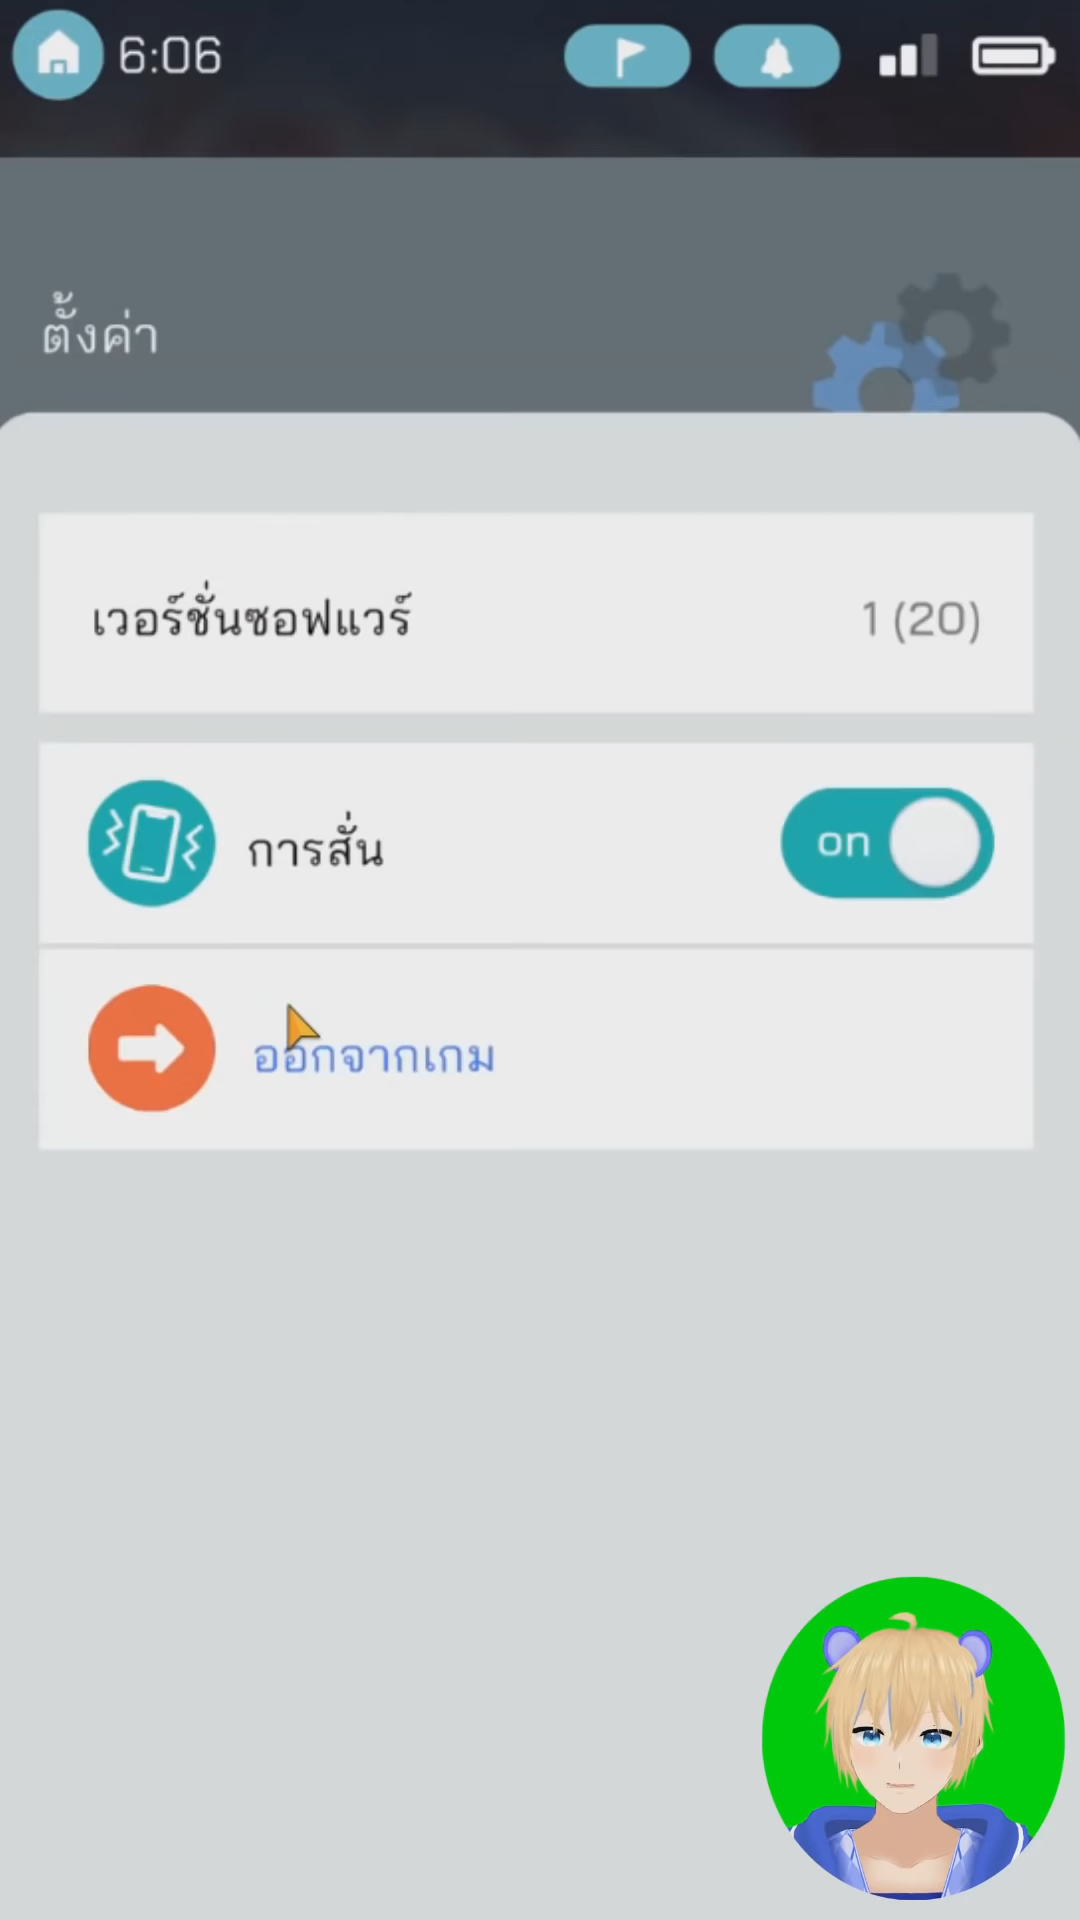 6:06
ตั้งค่า
เวอร์ชั่นซอฟแวร์ 1 (20)
การสั่น on
ออกจากเกม